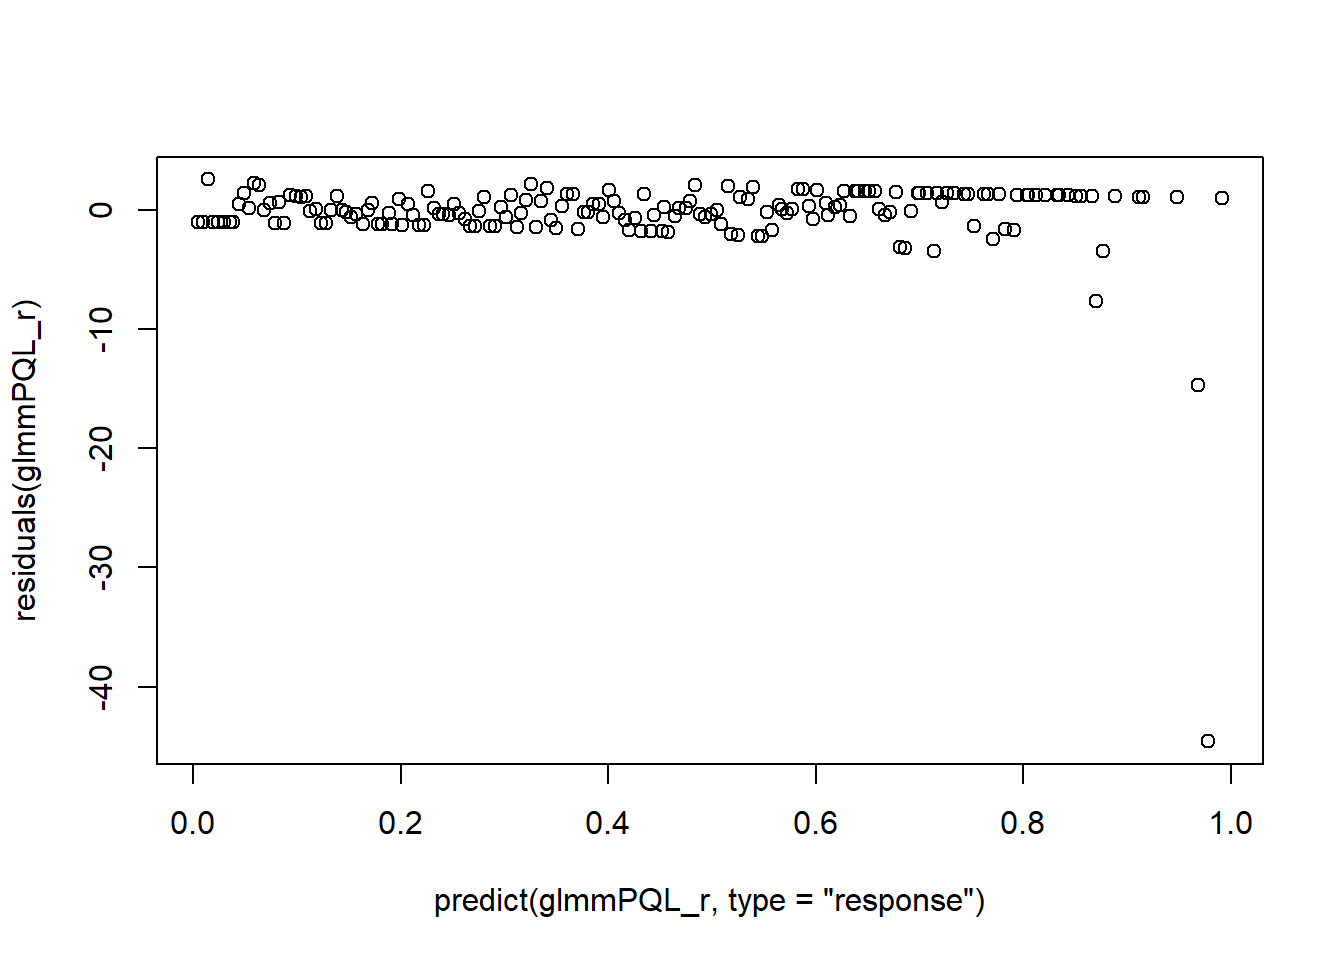 0
-10
-20
-30
-40
residuals(glmmPQL_r)
0.0 0.2 0.4 0.6 0.8 1.0
predict(glmmPQL_r, type = "response")